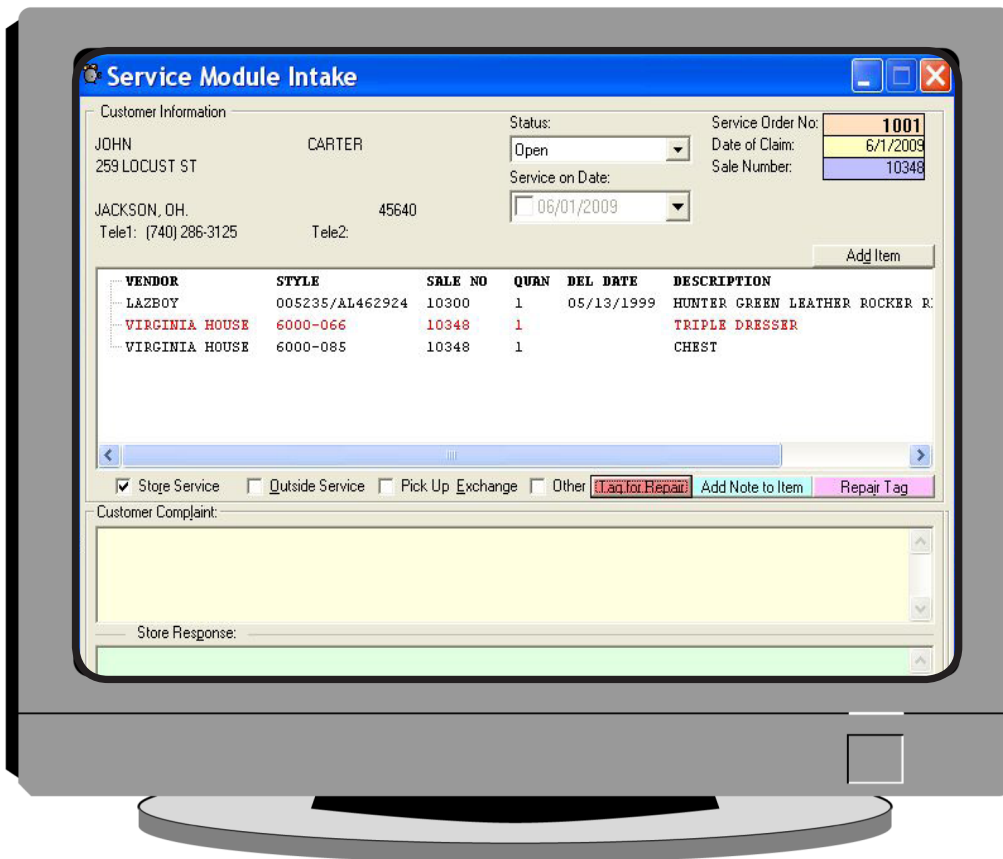 Service Module Intake
Customer Information
Status:
Service Order No: 1001
JOHN CARTER
Open
Date of Claim: 6/1/2009
259 LOCUST ST
Sale Number: 10348
Service on Date:
06/01/2009
JACKSON, OH. 45640
Tele1: (740) 286-3125 Tele2:
Add Item
VENDOR STYLE SALE NO QUAN DEL DATE DESCRIPTION
LAZBOY 005235/AL462924 10300 1 05/13/1999 HUNTER GREEN LEATHER ROCKER
VIRGINIA HOUSE 6000-066 10348 1 TRIPLE DRESSER
VIRGINIA HOUSE 6000-085 10348 1 CHEST
Store Service Outside Service Pick Up Exchange Other Tag for Repair Add Note to Item Repair Tag
Customer Complaint:
Store Response: